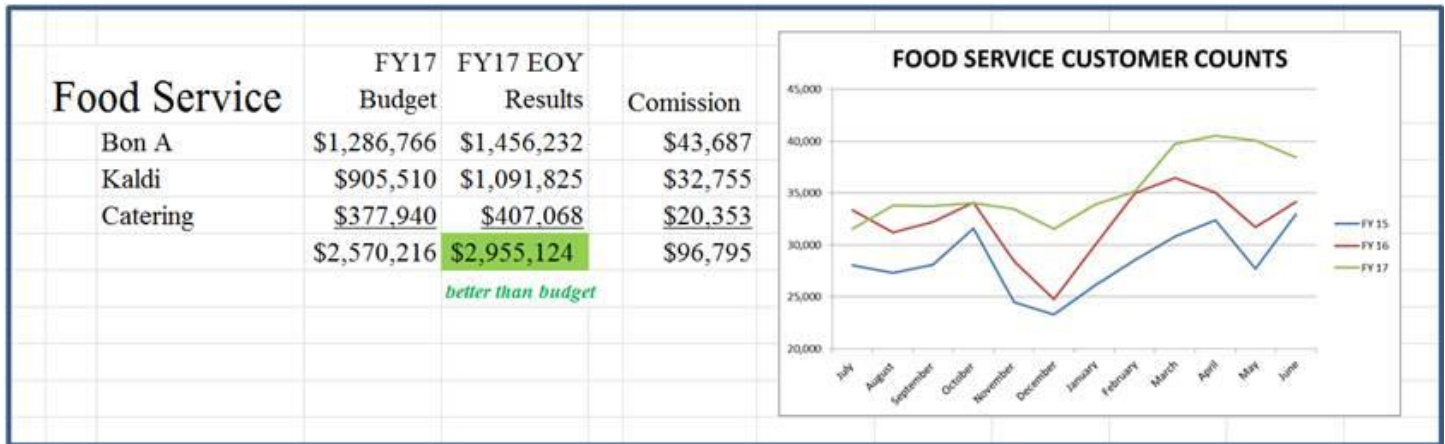 FY17 FY17 EOY
Food Service Budget Results Comission
Bon A $1,286,766 $1,456,232 $43,687
Kaldi $905,510 $1,091,825 $32,755
Catering $377,940 $407,068 $20,353
$2,570,216 $2,955,124 $96,795
better than budget
FOOD SERVICE CUSTOMER COUNTS
45,000
40,000
35,000
30,000
25,000
20,000
July August September October November December January February March April May June
FY 15
FY 16
FY 17